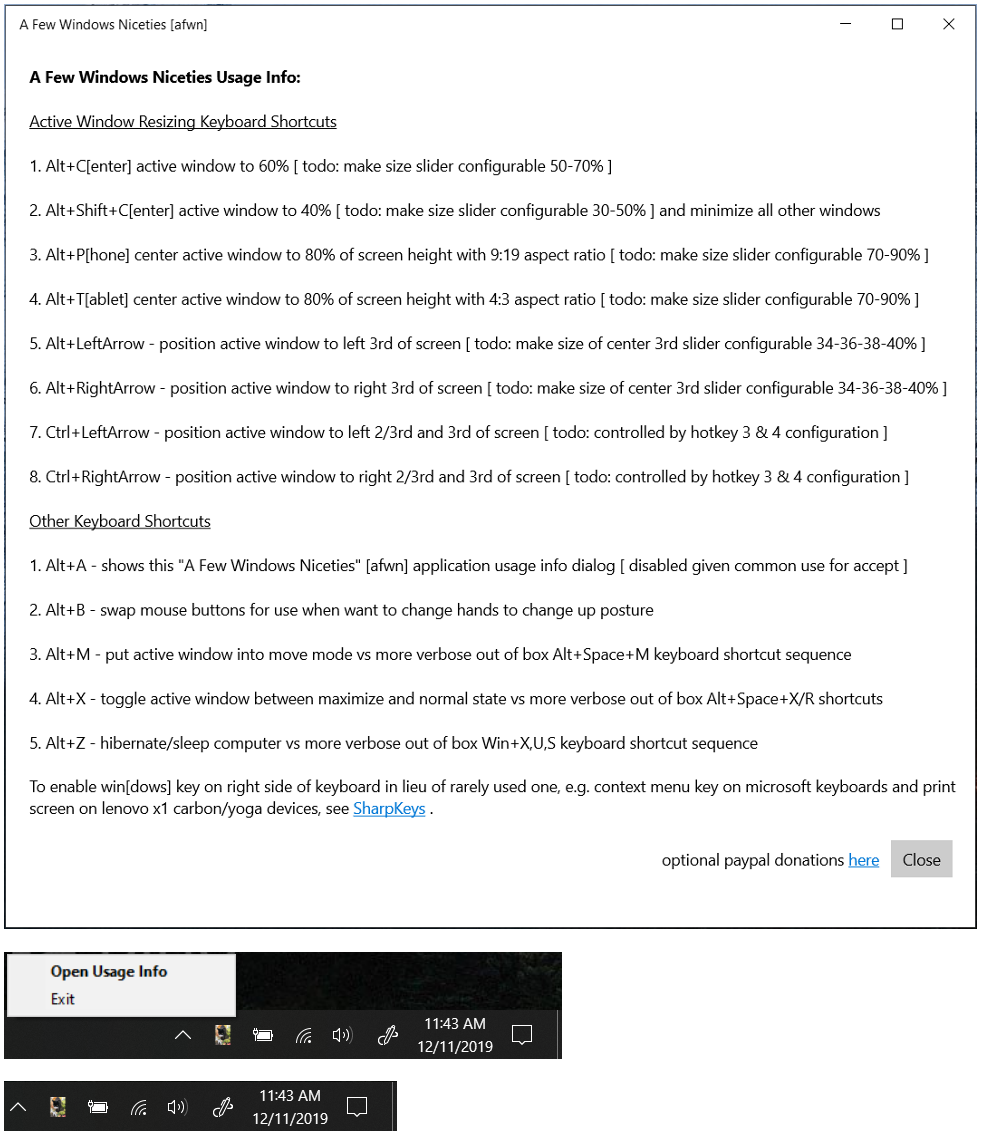 A Few Windows Niceties [afwn]
A Few Windows Niceties Usage Info:
Active Window Resizing Keyboard Shortcuts
1. Alt+C[enter] active window to 60% [ todo: make size slider configurable 50-70% ]
2. Alt+Shift+C[enter] active window to 40% [ todo: make size slider configurable 30-50% ] and minimize all other windows
3. Alt+P[hone] center active window to 80% of screen height with 9:19 aspect ratio [ todo: make size slider configurable 70-90% ]
4. Alt+T[ablet] center active window to 80% of screen height with 4:3 aspect ratio [ todo: make size slider configurable 70-90% ]
5. Alt+LeftArrow - position active window to left 3rd of screen [ todo: make size of center 3rd slider configurable 34-36-38-40% ]
6. Alt+RightArrow - position active window to right 3rd of screen [ todo: make size of center 3rd slider configurable 34-36-38-40% ]
7. Ctrl+LeftArrow - position active window to left 2/3rd and 3rd of screen [ todo: controlled by hotkey 3 & 4 configuration ]
8. Ctrl+RightArrow - position active window to right 2/3rd and 3rd of screen [ todo: controlled by hotkey 3 & 4 configuration ]
Other Keyboard Shortcuts
1. Alt+A - shows this "A Few Windows Niceties" [afwn] application usage info dialog [ disabled given common use for accept ]
2. Alt+B - swap mouse buttons for use when want to change hands to change up posture
3. Alt+M - put active window into move mode vs more verbose out of box Alt+Space+M keyboard shortcut sequence
4. Alt+X - toggle active window between maximize and normal state vs more verbose out of box Alt+Space+X/R shortcuts
5. Alt+Z - hibernate/sleep computer vs more verbose out of box Win+X,U,S keyboard shortcut sequence
To enable win[dows] key on right side of keyboard in lieu of rarely used one, e.g. context menu key on microsoft keyboards and print
screen on lenovo x1 carbon/yoga devices, see SharpKeys .
optional paypal donations here Close
Open Usage Info
Exit
11:43 AM
12/11/2019
11:43 AM
12/11/2019